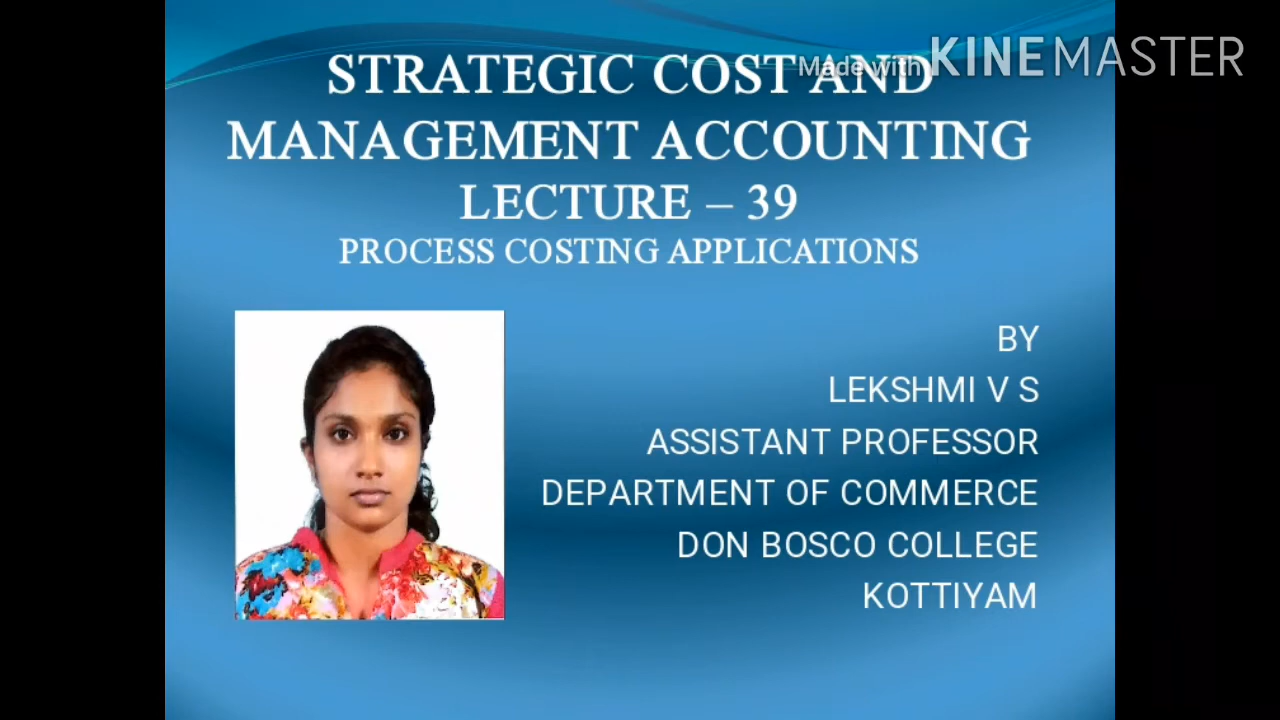 Made with KINEMASTER
STRATEGIC COST AND
MANAGEMENT ACCOUNTING
LECTURE – 39
PROCESS COSTING APPLICATIONS
BY
LEKSHMI V S
ASSISTANT PROFESSOR
DEPARTMENT OF COMMERCE
DON BOSCO COLLEGE
KOTTIYAM